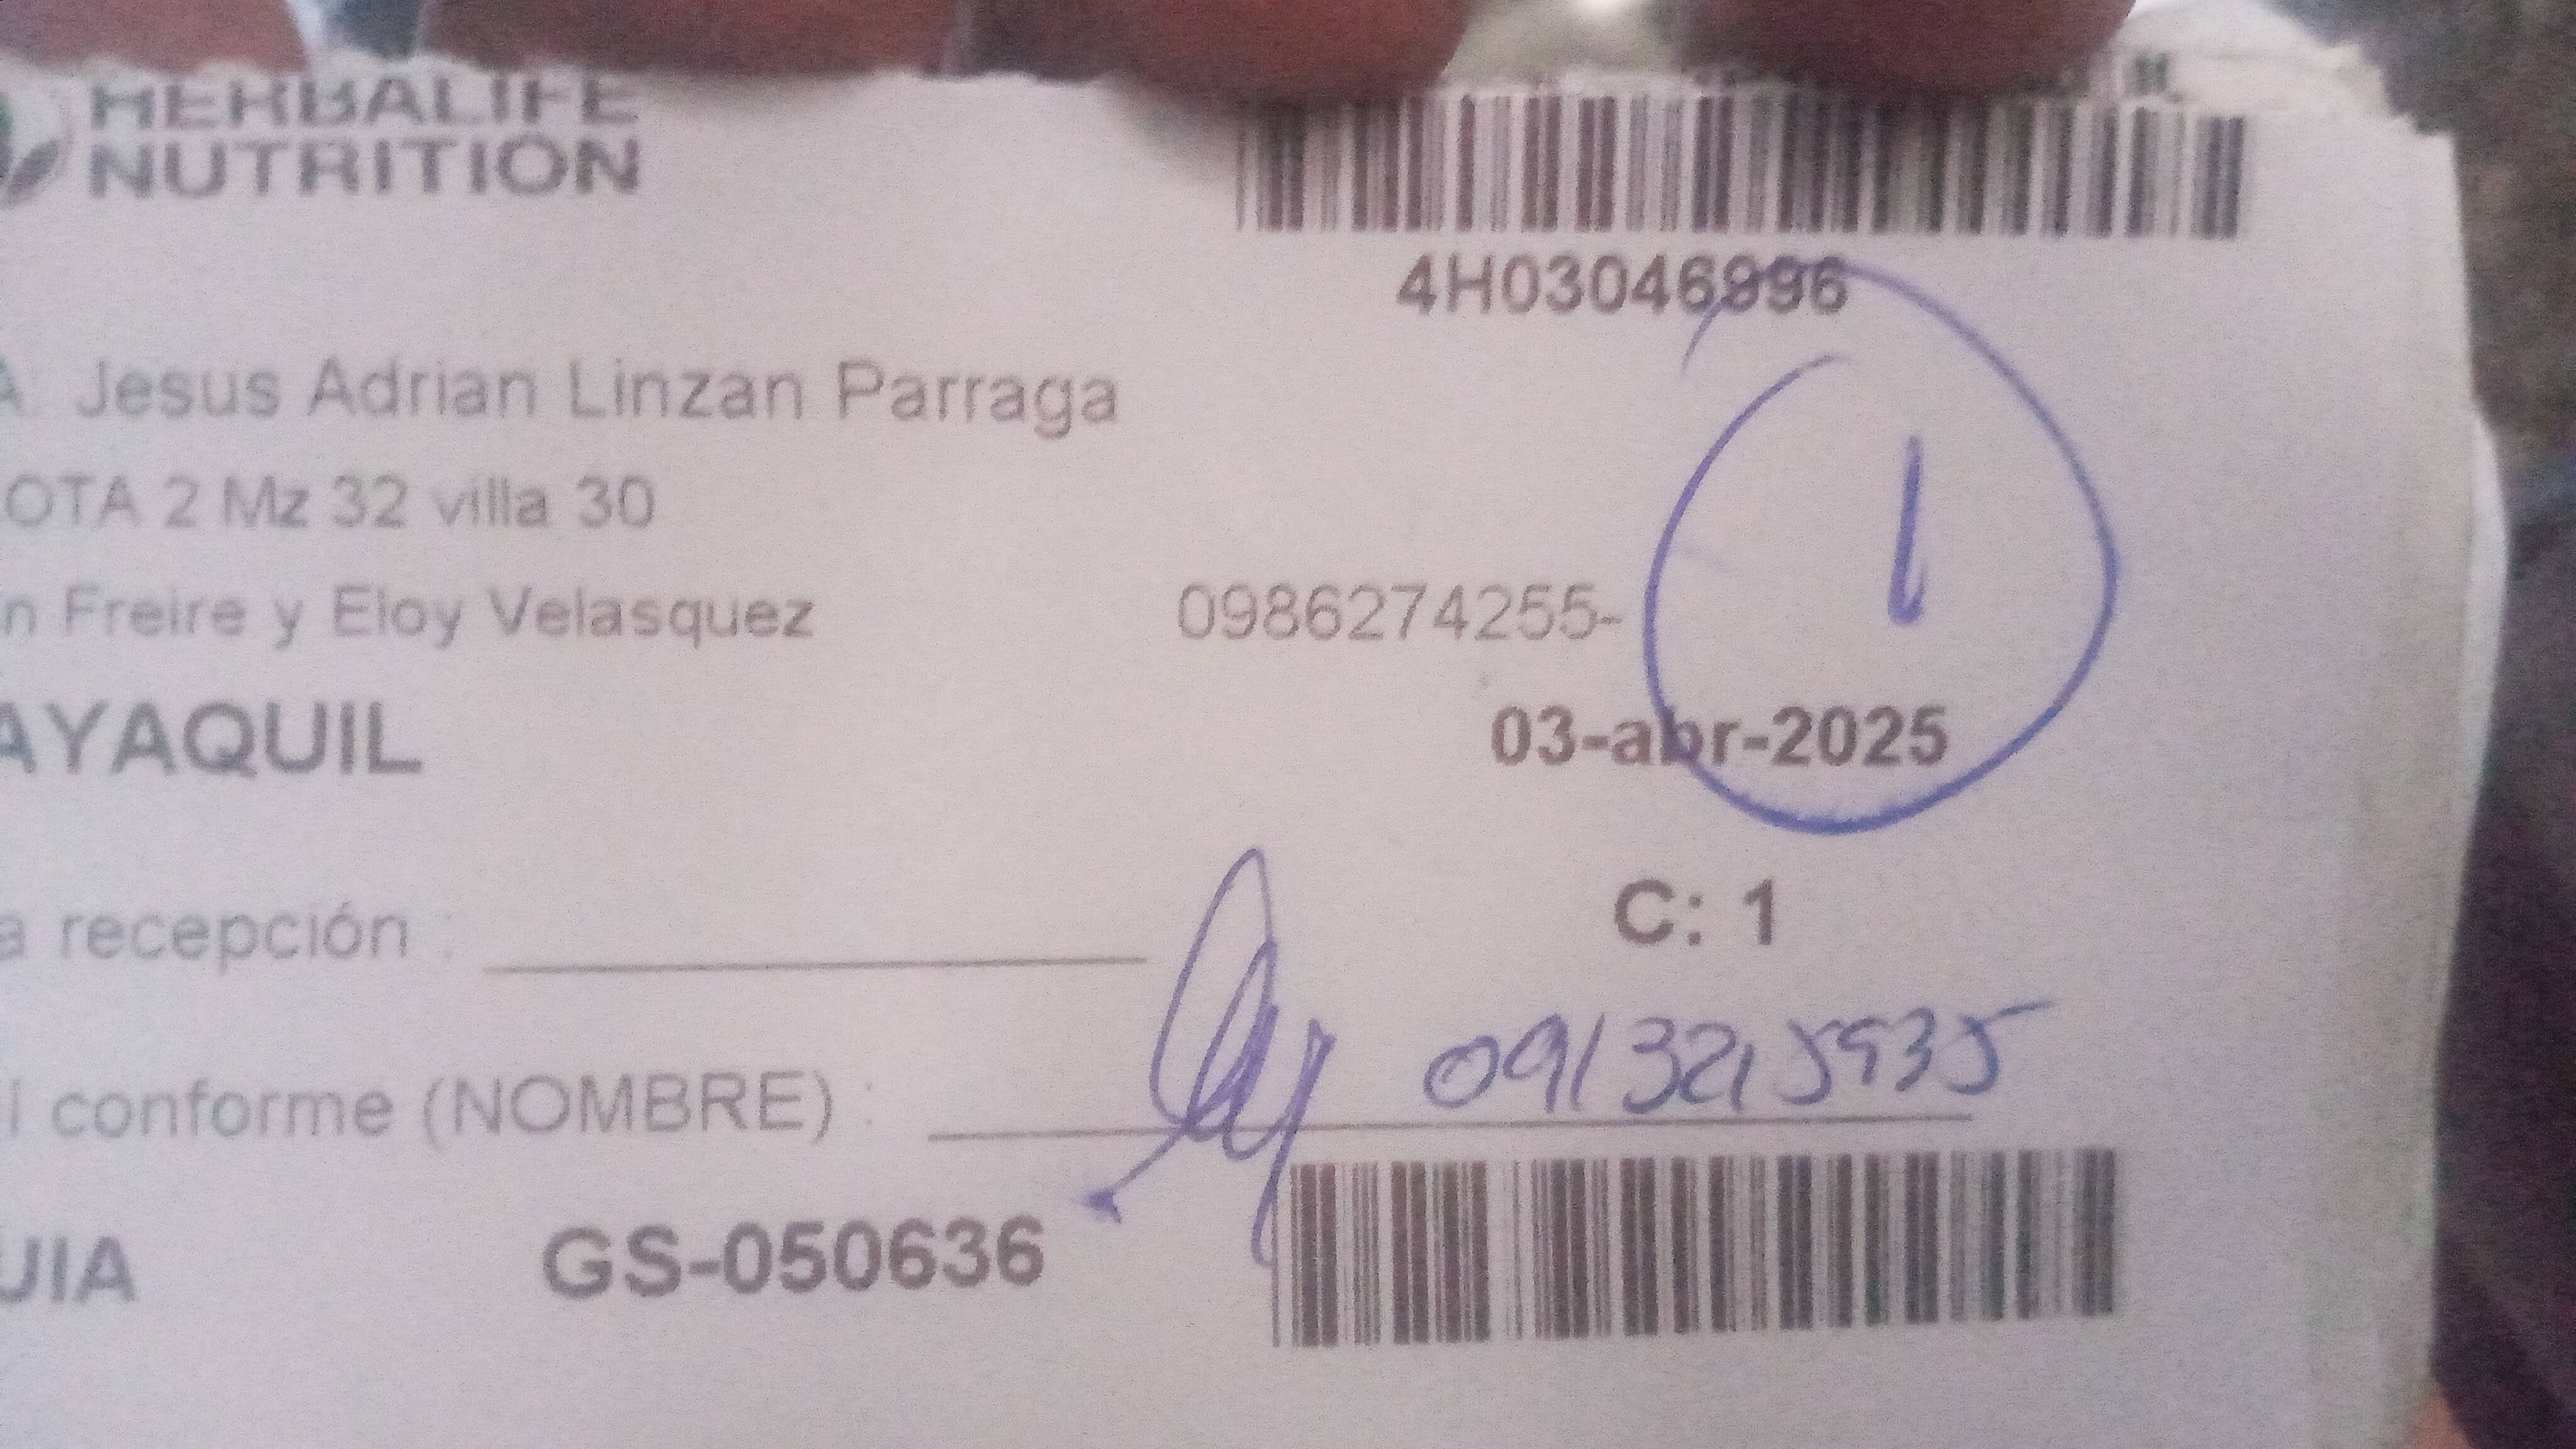 HERBALIFE
NUTRITION
4H03046996
A: Jesus Adrian Linzan Parraga
OTA 2 Mz 32 villa 30
n Freire y Eloy Velasquez 0986274255-
1
AYAQUIL 03-abr-2025
C: 1
a recepción :
í conforme (NOMBRE) : 0913215935
UIA GS-050636